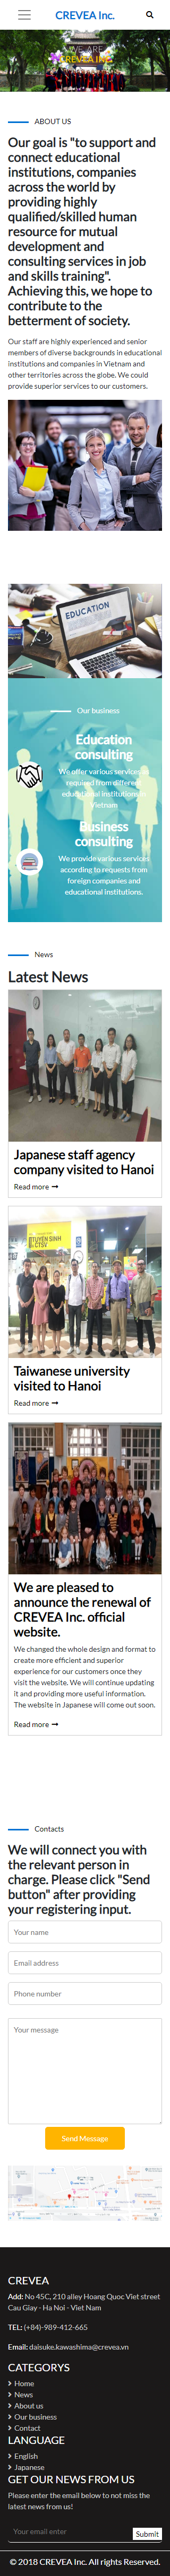 CREVEA Inc.
WE ARE
CREVEA INC.
ABOUT US
Our goal is "to support and
connect educational
institutions, companies
across the world by
providing highly
qualified/skilled human
resource for mutual
development and
consulting services in job
and skills training".
Achieving this, we hope to
contribute to the
betterment of society.
Our staff are highly experienced and senior
members of diverse backgrounds in educational
institutions and companies in Vietnam and
other territories across the globe. We could
provide superior services to our customers.
EDUCATION
Our business
Education
consulting
We offer various services as
required from different
educational institutions in
Vietnam
Business
consulting
We provide various services
according to requests from
foreign companies and
educational institutions.
News
Latest News
Japanese staff agency
company visited to Hanoi
Read more
TUYỂN SINH
Taiwanese university
visited to Hanoi
Read more
We are pleased to
announce the renewal of
CREVEA Inc. official
website.
We changed the whole design and format to
create more efficient and superior
experience for our customers once they
visit the website. We will continue updating
it and providing more useful information.
The website in Japanese will come out soon.
Read more
Contacts
We will connect you with
the relevant person in
charge. Please click "Send
button" after providing
your registering input.
Your name
Email address
Phone number
Your message
Send Message
CREVEA
Add: No 45C, 210 alley Hoang Quoc Viet street
Cau Giay - Ha Noi - Viet Nam
TEL: (+84)-989-412-665
Email: daisuke.kawashima@crevea.vn
CATEGORYS
Home
News
About us
Our business
Contact
LANGUAGE
English
Japanese
GET OUR NEWS FROM US
Please enter the email below to not miss the
latest news from us!
Your email enter
Submit
© 2018 CREVEA Inc. All rights Reserved.